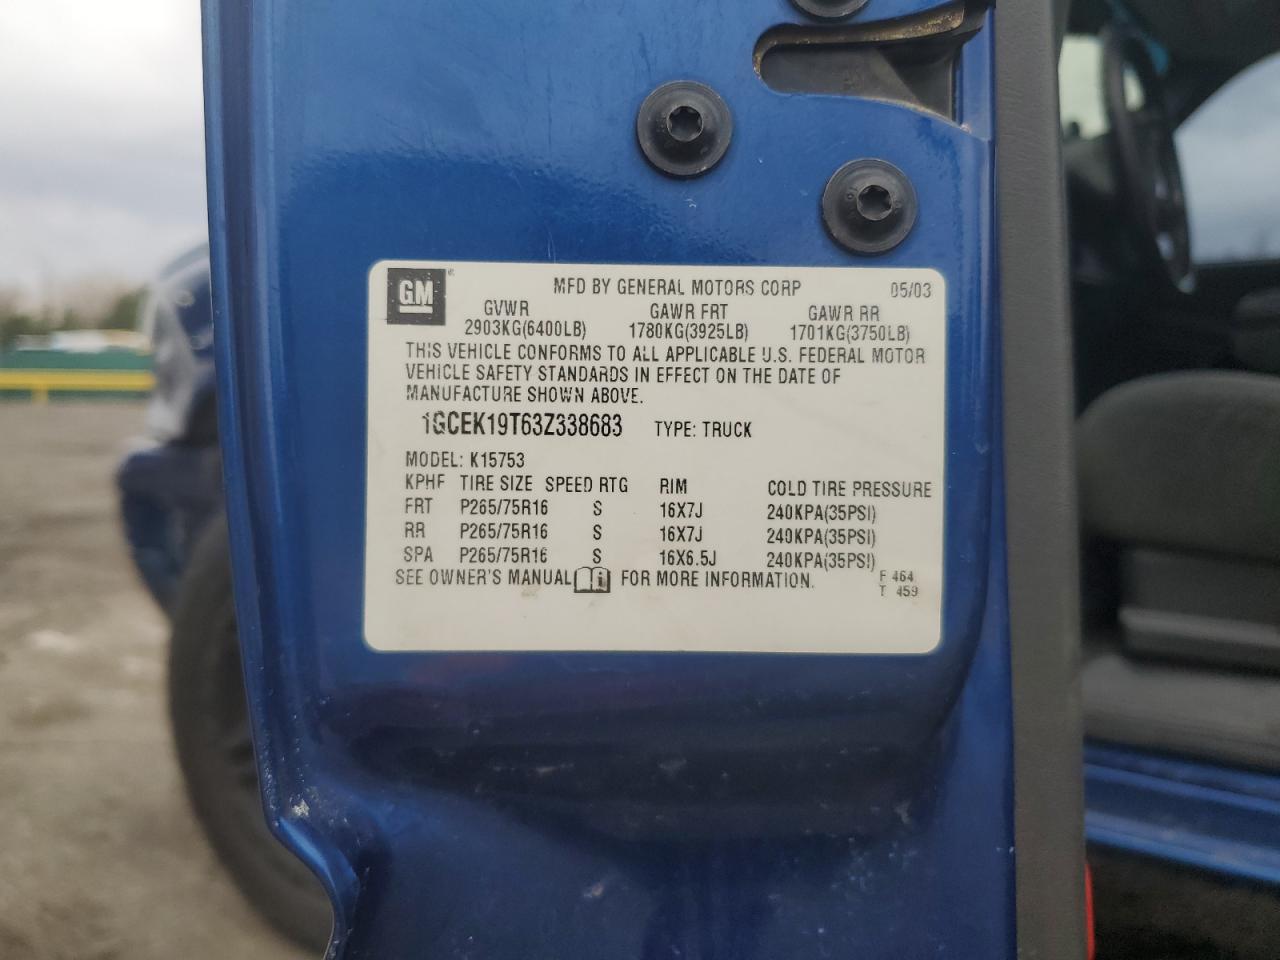 GM ® MFD BY GENERAL MOTORS CORP 05/03
GVWR GAWR FRT GAWR RR
2903KG(6400LB) 1780KG(3925LB) 1701KG(3750LB)
THIS VEHICLE CONFORMS TO ALL APPLICABLE U.S. FEDERAL MOTOR
VEHICLE SAFETY STANDARDS IN EFFECT ON THE DATE OF
MANUFACTURE SHOWN ABOVE.
1GCEK19T63Z338683 TYPE: TRUCK
MODEL: K15753
KPHF TIRE SIZE SPEED RTG RIM COLD TIRE PRESSURE
FRT P265/75R16 S 16X7J 240KPA(35PSI)
RR P265/75R16 S 16X7J 240KPA(35PSI)
SPA P265/75R16 S 16X6.5J 240KPA(35PSI)
SEE OWNER'S MANUAL i FOR MORE INFORMATION. F 464
T 459